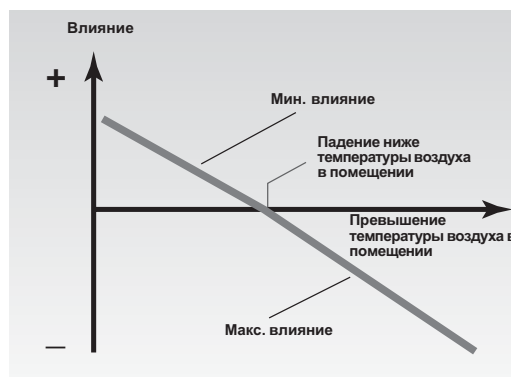 Влияние
+
Мин. влияние
Падение ниже
температуры воздуха
в помещении
Превышение
температуры воздуха в
помещении
Макс. влияние
—